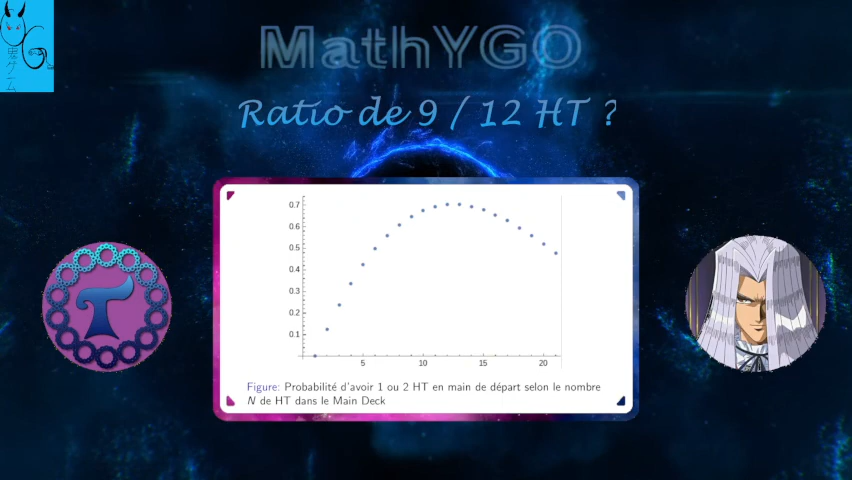 MathYGO
Ratio de 9 / 12 HT ?
0.7
0.6
0.5
0.4
0.3
0.2
0.1
5 10 15 20
Figure: Probabilité d'avoir 1 ou 2 HT en main de départ selon le nombre
N de HT dans le Main Deck